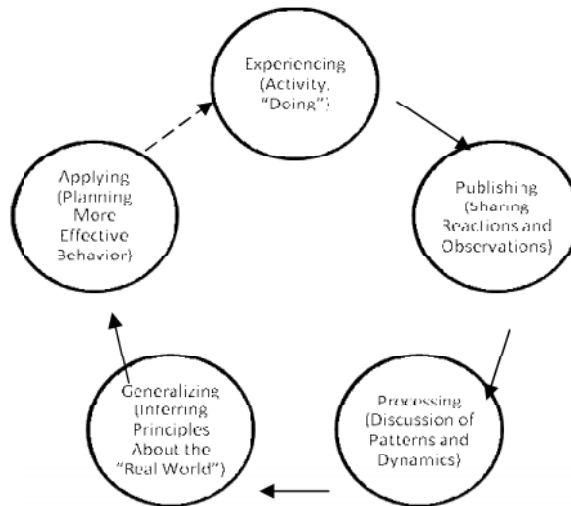 Experiencing
(Activity,
"Doing")
Publishing
(Sharing
Reactions and
Observations)
Processing
(Discussion of
Patterns and
Dynamics)
Generalizing
(Inferring
Principles
About the
"Real World")
Applying
(Planning
More
Effective
Behavior)